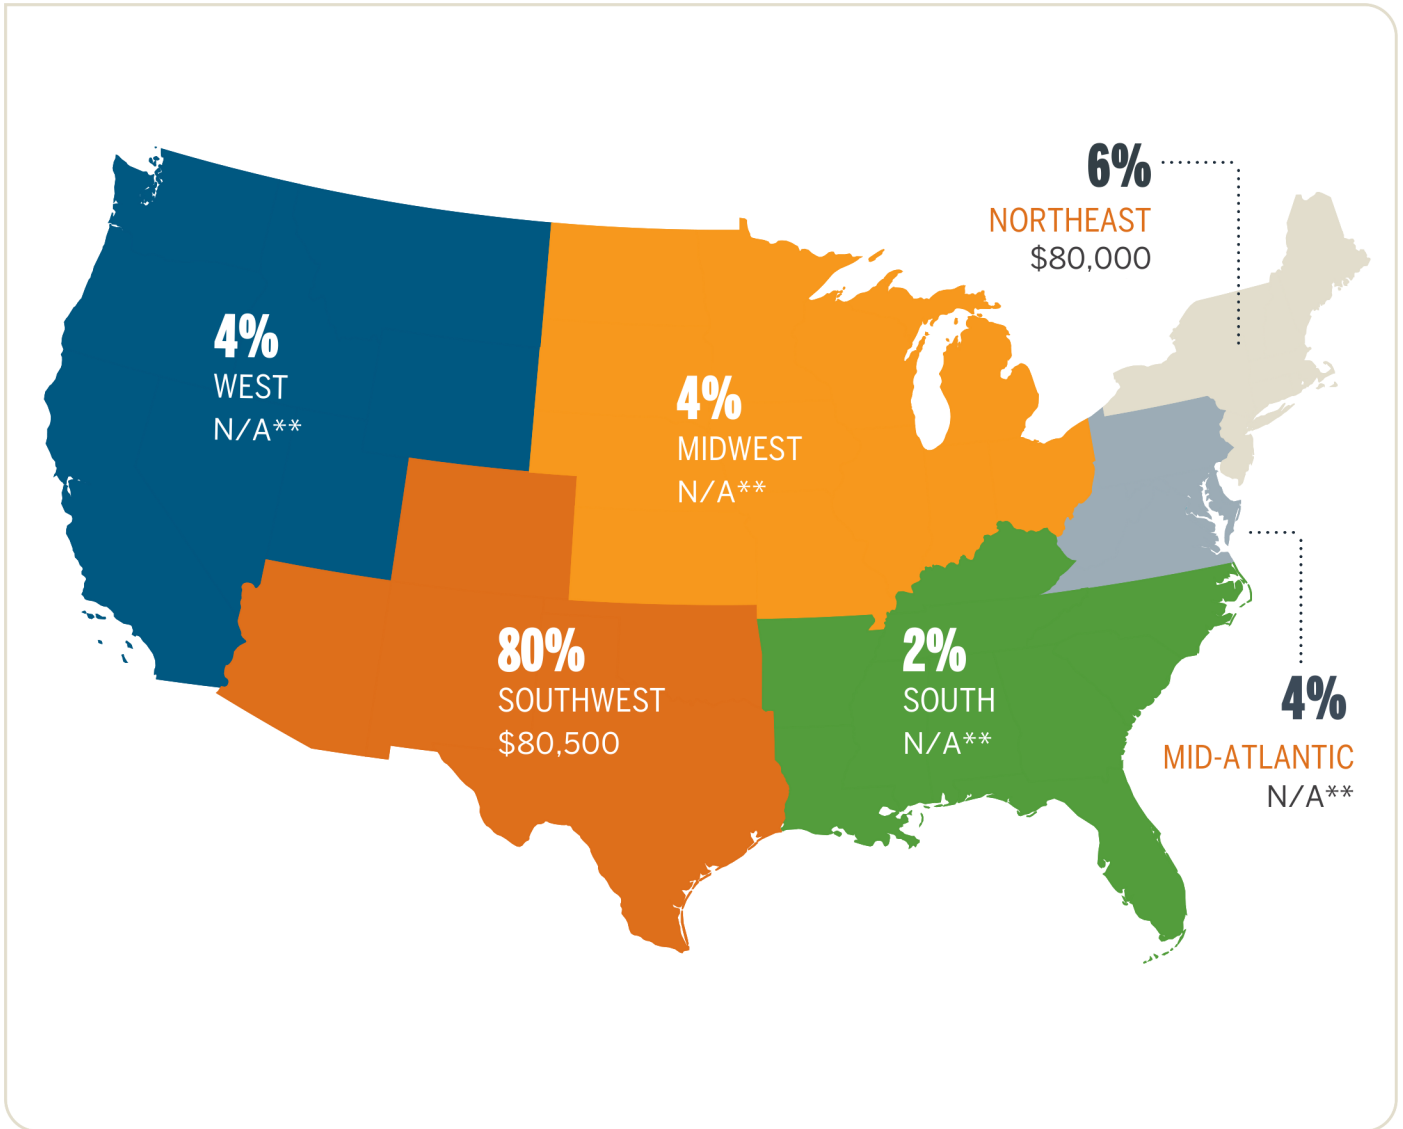 6%
NORTHEAST
$80,000
4%
WEST
N/A**
4%
MIDWEST
N/A**
80%
SOUTHWEST
$80,500
2%
SOUTH
N/A**
4%
MID-ATLANTIC
N/A**